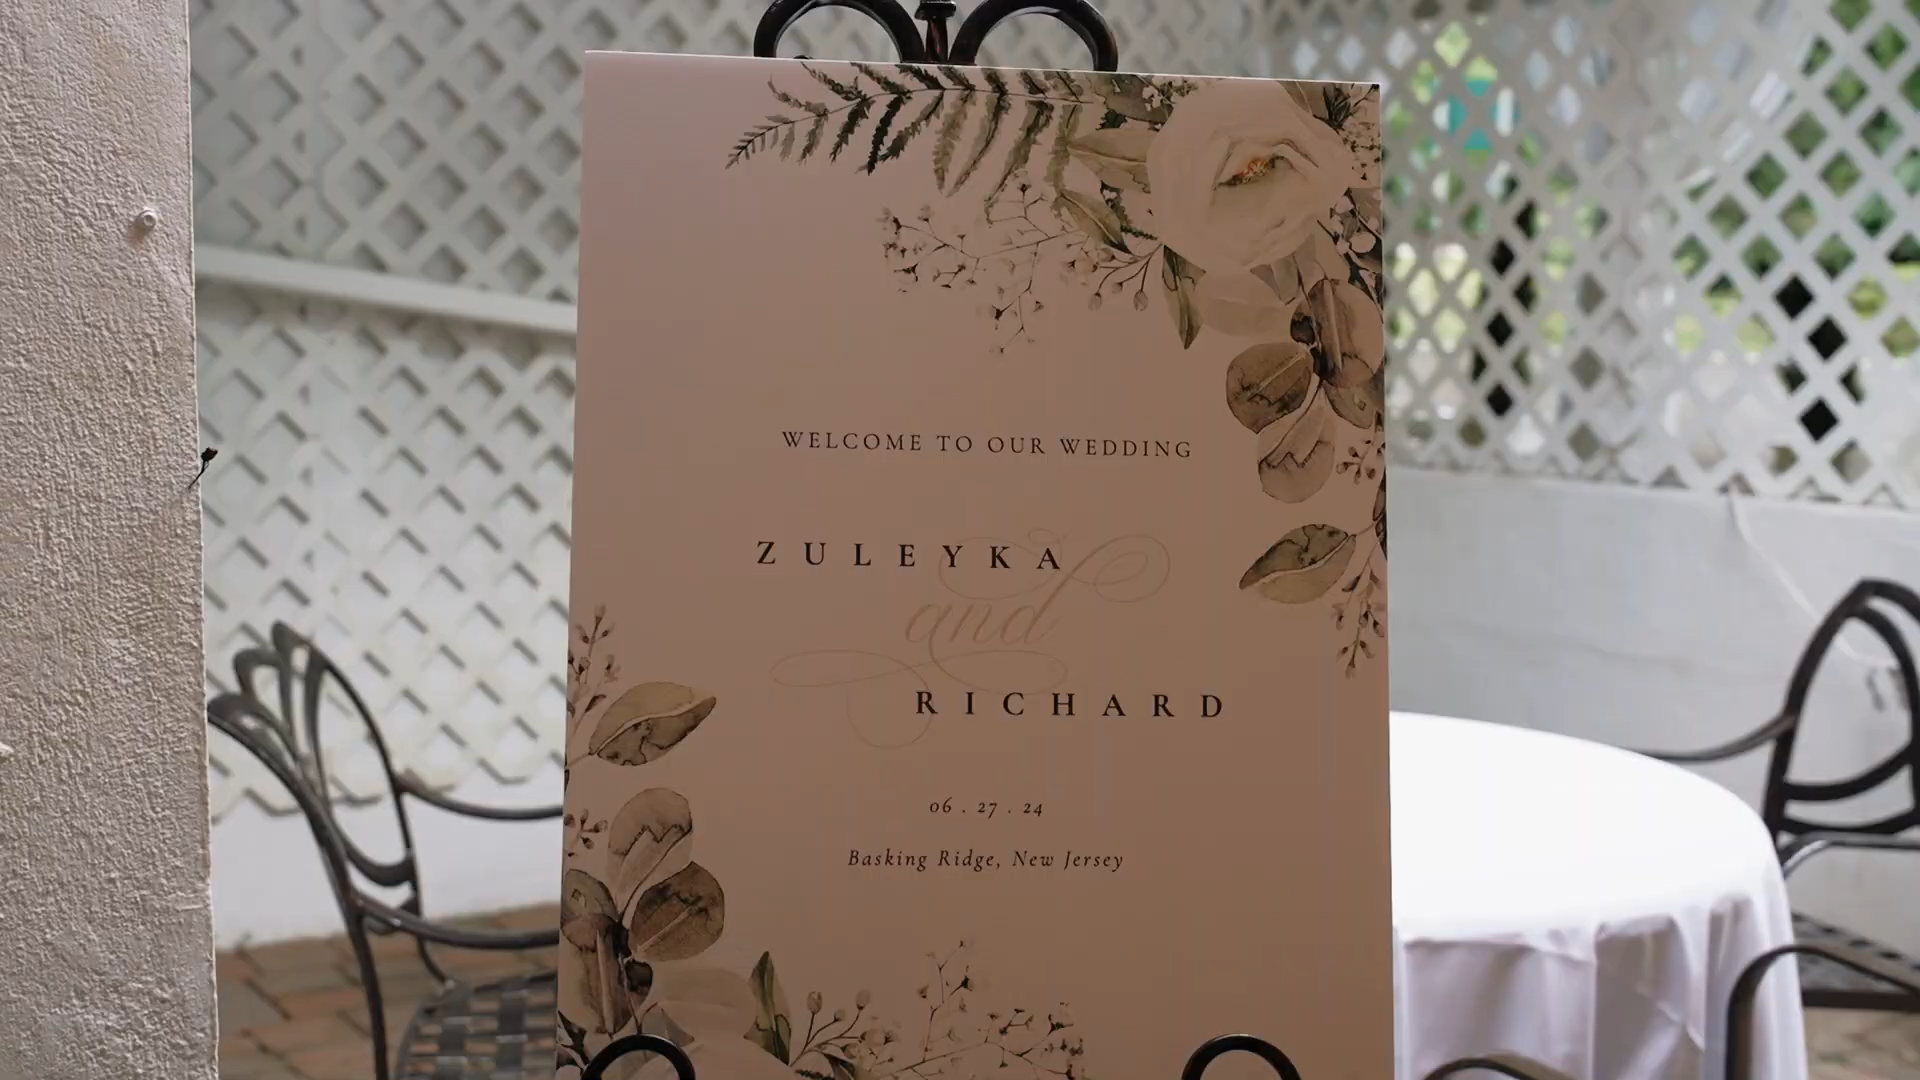 WELCOME TO OUR WEDDING
ZULEYKA
and
RICHARD
06 . 27 . 24
Basking Ridge, New Jersey